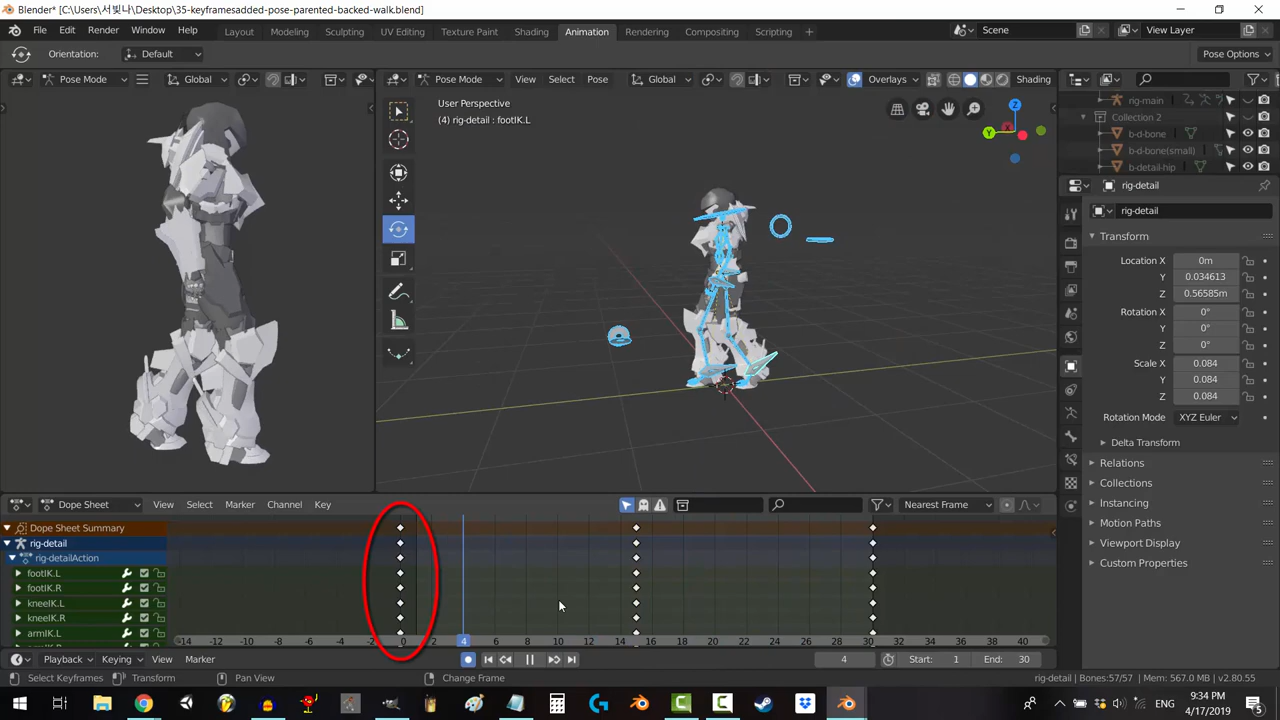 Blender* [C:\Users\서빛나\Desktop\35-keyframesadded-pose-parented-backed-walk.blend]
File Edit Render Window Help Layout Modeling Sculpting UV Editing Texture Paint Shading Animation Rendering Compositing Scripting + Scene View Layer
Orientation: Default Pose Options
Pose Mode Global Pose Mode View Select Pose Global Overlays Shading
User Perspective
(4) rig-detail : footIK.L
Z
Y
rig-main
Collection 2
b-d-bone
b-d-bone(small)
b-detail-hip
rig-detail
rig-detail
Transform
Location X 0m
Y 0.034613
Z 0.56585m
Rotation X 0°
Y 0°
Z 0°
Scale X 0.084
Y 0.084
Z 0.084
Rotation Mode XYZ Euler
Delta Transform
Relations
Collections
Instancing
Motion Paths
Viewport Display
Custom Properties
Dope Sheet View Select Marker Channel Key Nearest Frame
Dope Sheet Summary
rig-detail
rig-detailAction
footIK.L
footIK.R
kneeIK.L
kneeIK.R
armIK.L
-14 -12 -10 -8 -6 -4 -2 0 2 4 6 8 10 12 14 16 18 20 22 24 26 28 30 32 34 36 38 40
Playback Keying View Marker 4 Start: 1 End: 30
Select Keyframes Transform Pan View Change Frame rig-detail | Bones:57/57 | Mem: 567.0 MB | v2.80.55
ENG 9:34 PM 4/17/2019 5